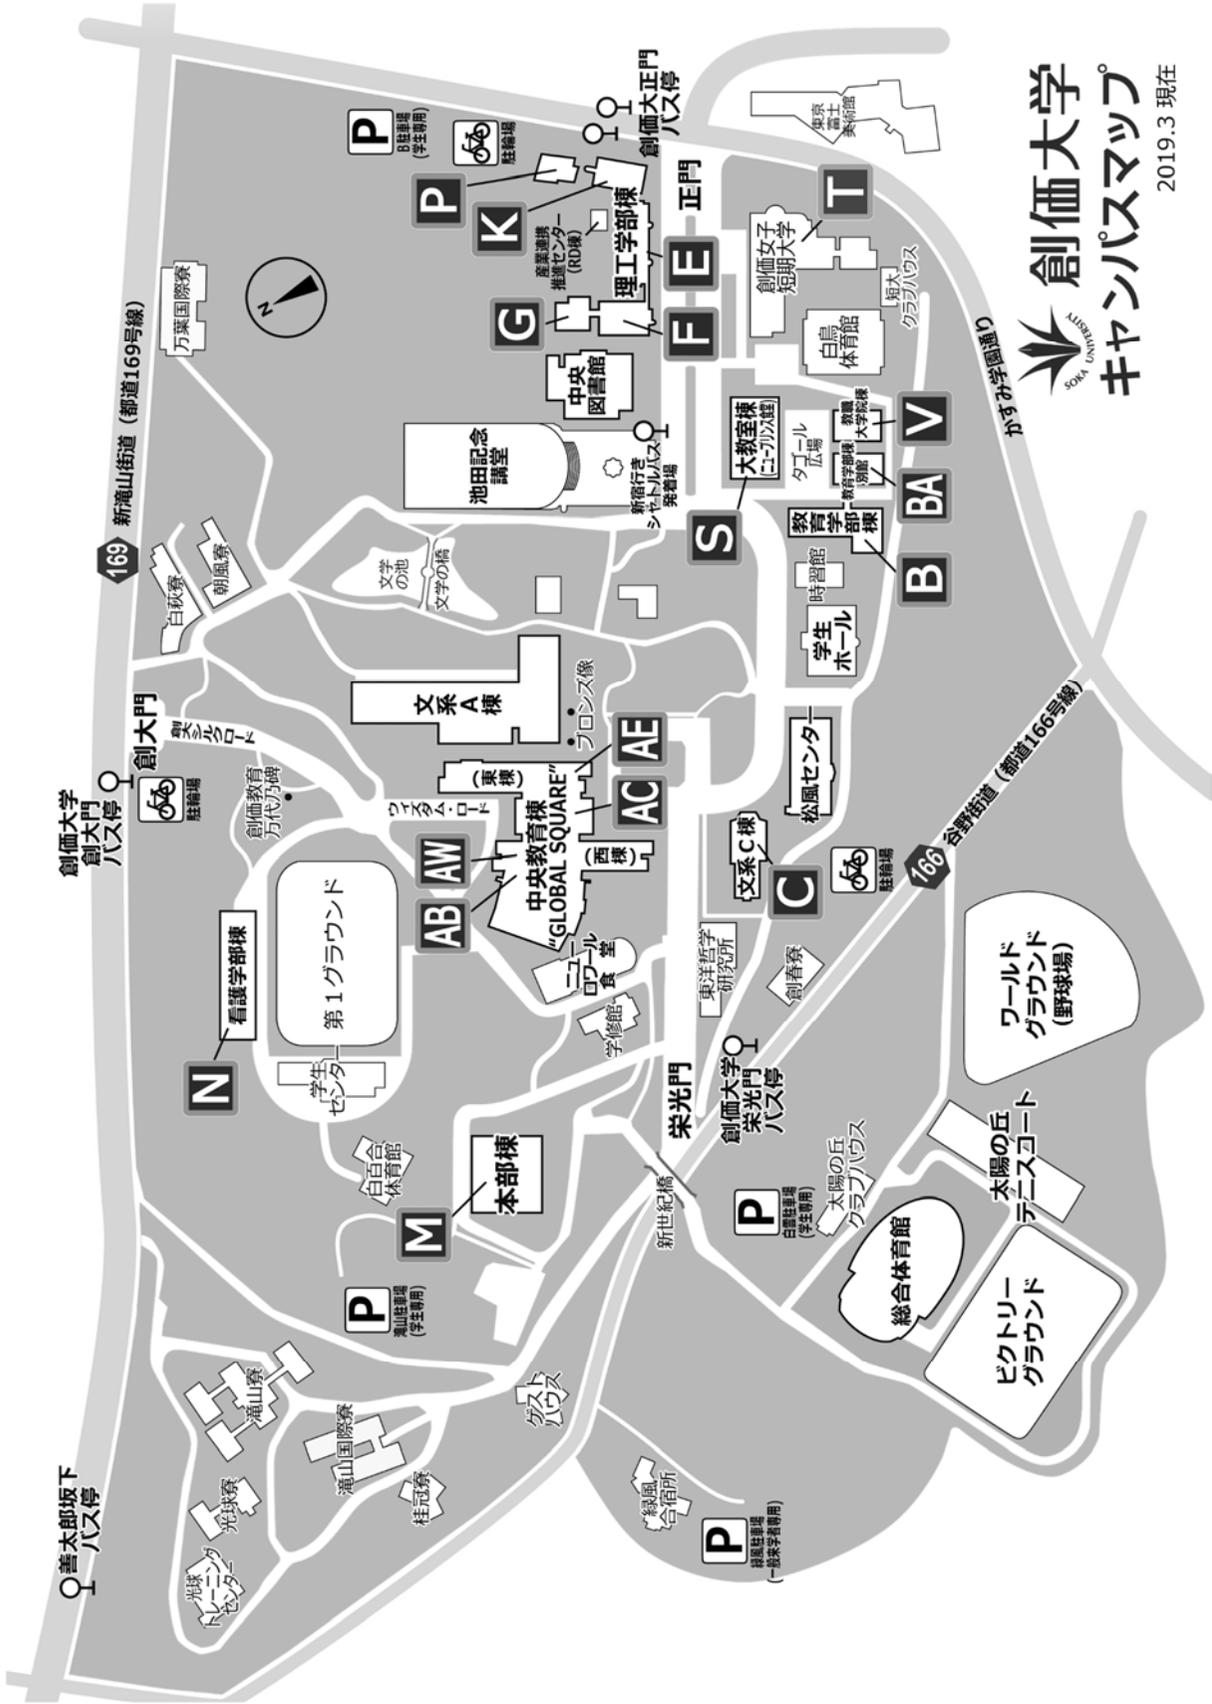 創価大学
キャンパスマップ
2019.3 現在
SOKA UNIVERSITY
善太郎坂下
バス停
創価大学
創大門
バス停
創大門
169
新滝山街道（都道169号線）
N
万葉国際寮
P
B駐車場
(学生専用)
駐輪場
創価大正門
バス停
東京
富士
美術館
P
K
産業連携
推進センター
(RD棟)
理工学部棟
正門
G
E
F
T
創価女子
短期大学
短大
クラブハウス
白鳥
体育館
かすみ学園通り
中央
図書館
池田記念
講堂
新宿行き
シャトルバス
発着場
大教室棟
(ニュープリンス食堂)
S
タゴール
広場
教職
大学院棟
V
教育学部棟
別館
BA
教育
学部
棟
B
時習館
学生
ホール
白萩寮
朝風寮
文学
の池
文学の橋
文系
A
棟
ブロンズ像
創大シルクロード
駐輪場
創価教育
万代乃碑
ウィズダム・ロード
(東棟)
AE
AC
中央教育棟
“GLOBAL SQUARE”
(西棟)
AW
AB
松風センター
文系C棟
C
駐輪場
166
谷野街道（都道166号線）
看護学部棟
N
第1グラウンド
学生
センター
ニュー
ロワール
食 堂
学修館
東洋哲学
研究所
創春寮
栄光門
創価大学
栄光門
バス停
ワールド
グラウンド
(野球場)
白百合
体育館
本部棟
M
P
滝山駐車場
(学生専用)
新世紀橋
P
白雲駐車場
(学生専用)
太陽の丘
クラブハウス
太陽の丘
テニスコート
総合体育館
ビクトリー
グラウンド
滝山寮
滝山国際寮
光球寮
桂冠寮
光球
トレーニング
センター
ゲスト
ハウス
緑風
合宿所
P
緑風駐車場
(一般来学者専用)